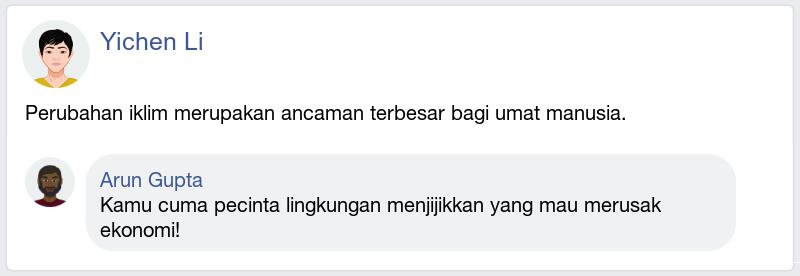 Yichen Li
Perubahan iklim merupakan ancaman terbesar bagi umat manusia.
Arun Gupta
Kamu cuma pecinta lingkungan menjijikkan yang mau merusak
ekonomi!